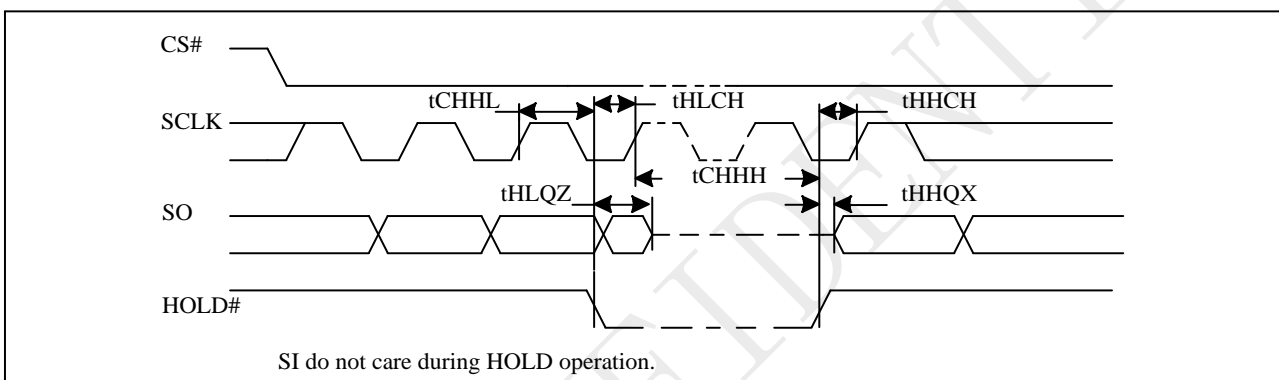 CS#
tCHHL tHLCH tHHCH
SCLK
tCHHH
tHLQZ tHHQX
SO
HOLD#
SI do not care during HOLD operation.